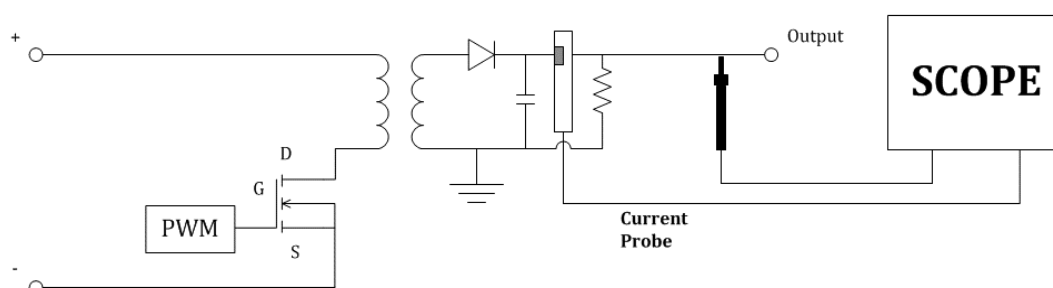 +
Output
SCOPE
D
G
PWM
S
Current
Probe
-